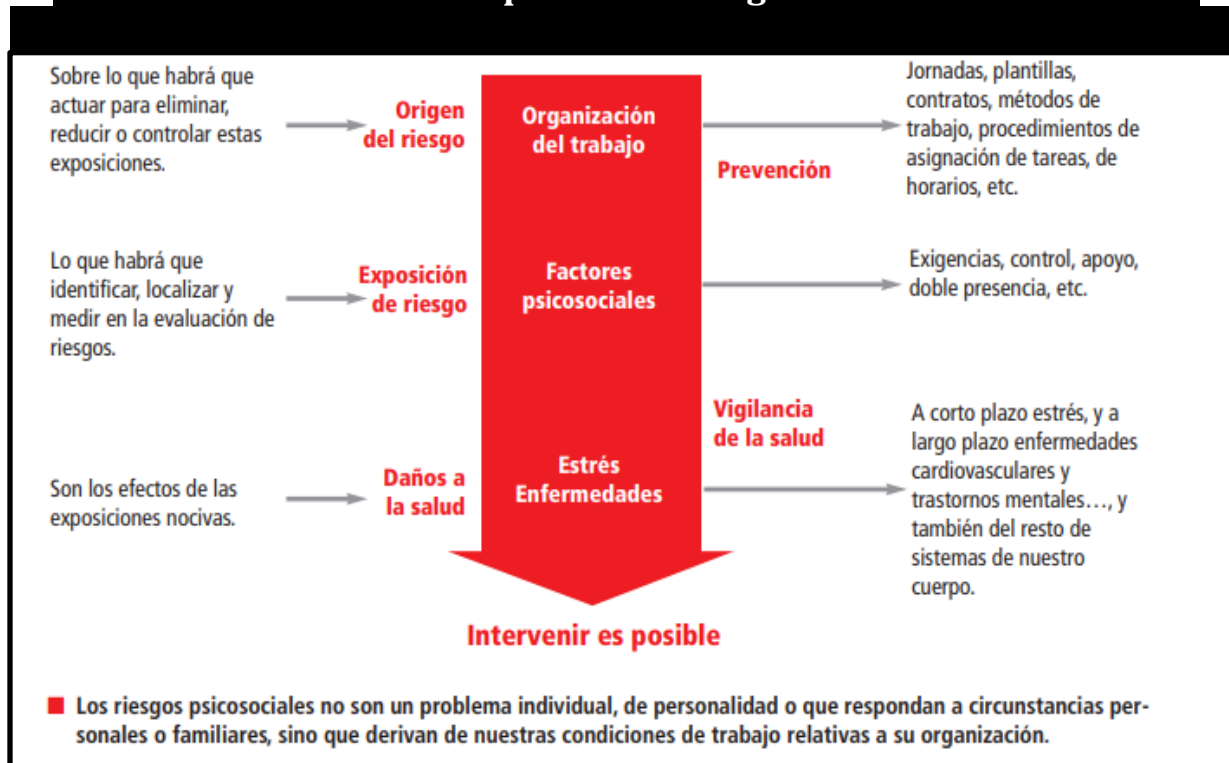 Sobre lo que habrá que
actuar para eliminar,
reducir o controlar estas
exposiciones.
Origen
del riesgo
Organización
del trabajo
Prevención
Jornadas, plantillas,
contratos, métodos de
trabajo, procedimientos de
asignación de tareas, de
horarios, etc.
Lo que habrá que
identificar, localizar y
medir en la evaluación de
riesgos.
Exposición
de riesgo
Factores
psicosociales
Exigencias, control, apoyo,
doble presencia, etc.
Son los efectos de las
exposiciones nocivas.
Daños a
la salud
Estrés
Enfermedades
Vigilancia
de la salud
A corto plazo estrés, y a
largo plazo enfermedades
cardiovasculares y
trastornos mentales..., y
también del resto de
sistemas de nuestro
cuerpo.
Intervenir es posible
Los riesgos psicosociales no son un problema individual, de personalidad o que respondan a circunstancias per-
sonales o familiares, sino que derivan de nuestras condiciones de trabajo relativas a su organización.